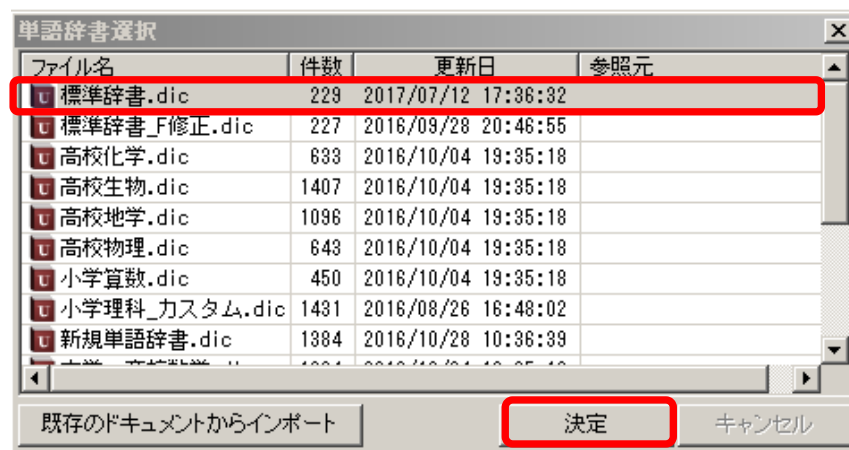 単語辞書選択
ファイル名 件数 更新日 参照元
標準辞書.dic 229 2017/07/12 17:36:32
標準辞書_F修正.dic 227 2016/09/28 20:46:55
高校化学.dic 633 2016/10/04 19:35:18
高校生物.dic 1407 2016/10/04 19:35:18
高校地学.dic 1096 2016/10/04 19:35:18
高校物理.dic 643 2016/10/04 19:35:18
小学算数.dic 450 2016/10/04 19:35:18
小学理科_カスタム.dic 1431 2016/08/26 16:48:02
新規単語辞書.dic 1384 2016/10/28 10:36:39
既存のドキュメントからインポート 決定 キャンセル